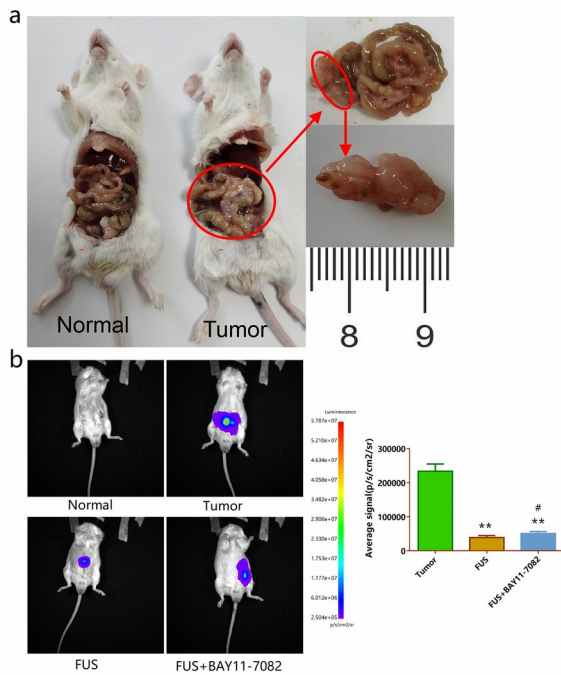 a
Normal
Tumor
8
9
b
Normal
Tumor
FUS
FUS+BAY11-7082
Luminescence
5.787e+07
5.210e+07
4.634e+07
4.058e+07
3.482e+07
2.906e+07
2.330e+07
1.753e+07
1.177e+07
6.012e+06
2.504e+05
p/s/cm2/sr
Average signal(p/s/cm2/sr)
300000
200000
100000
0
**
#
**
Tumor
FUS
FUS+BAY11-7082